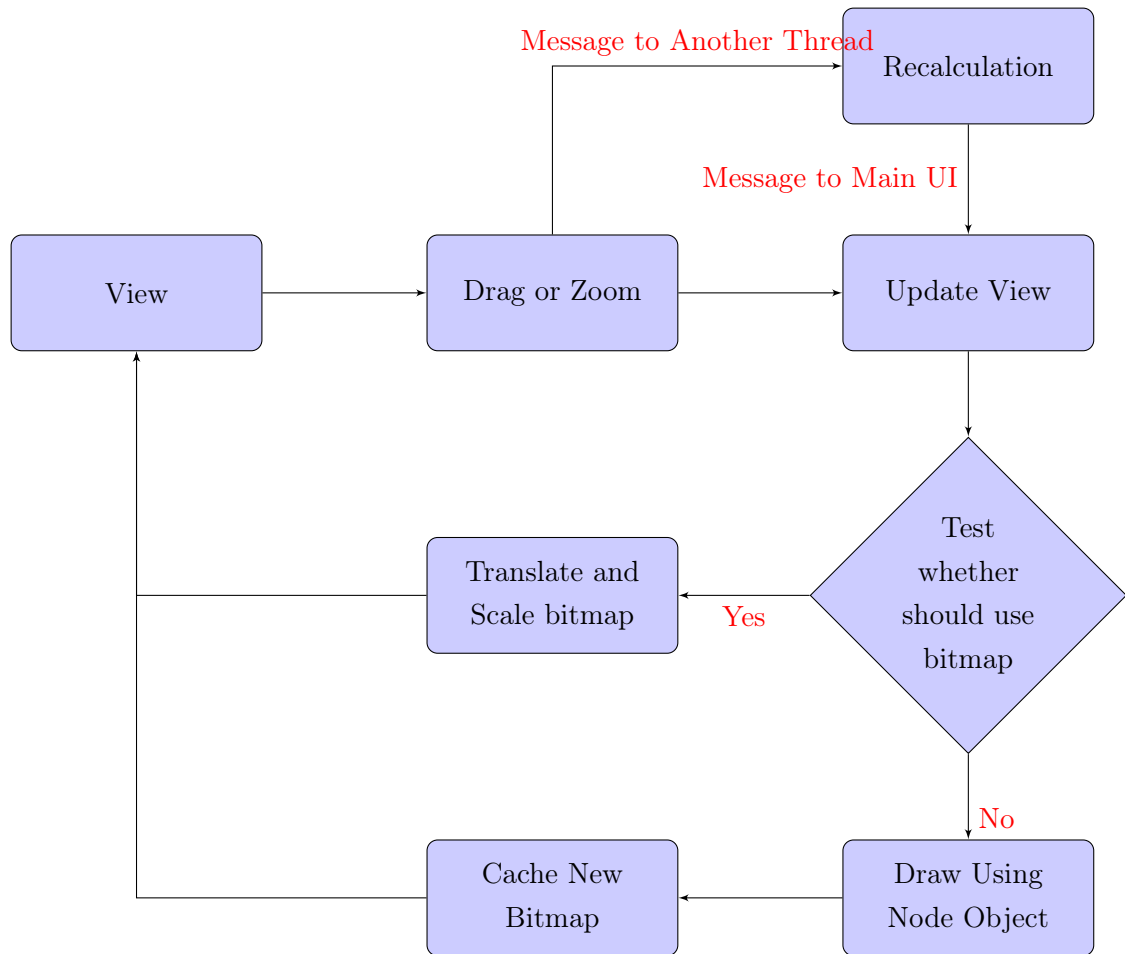 Message to Another Thread
Recalculation
Message to Main UI
View
Drag or Zoom
Update View
Test
whether
should use
bitmap
Translate and
Scale bitmap
Yes
No
Cache New
Bitmap
Draw Using
Node Object